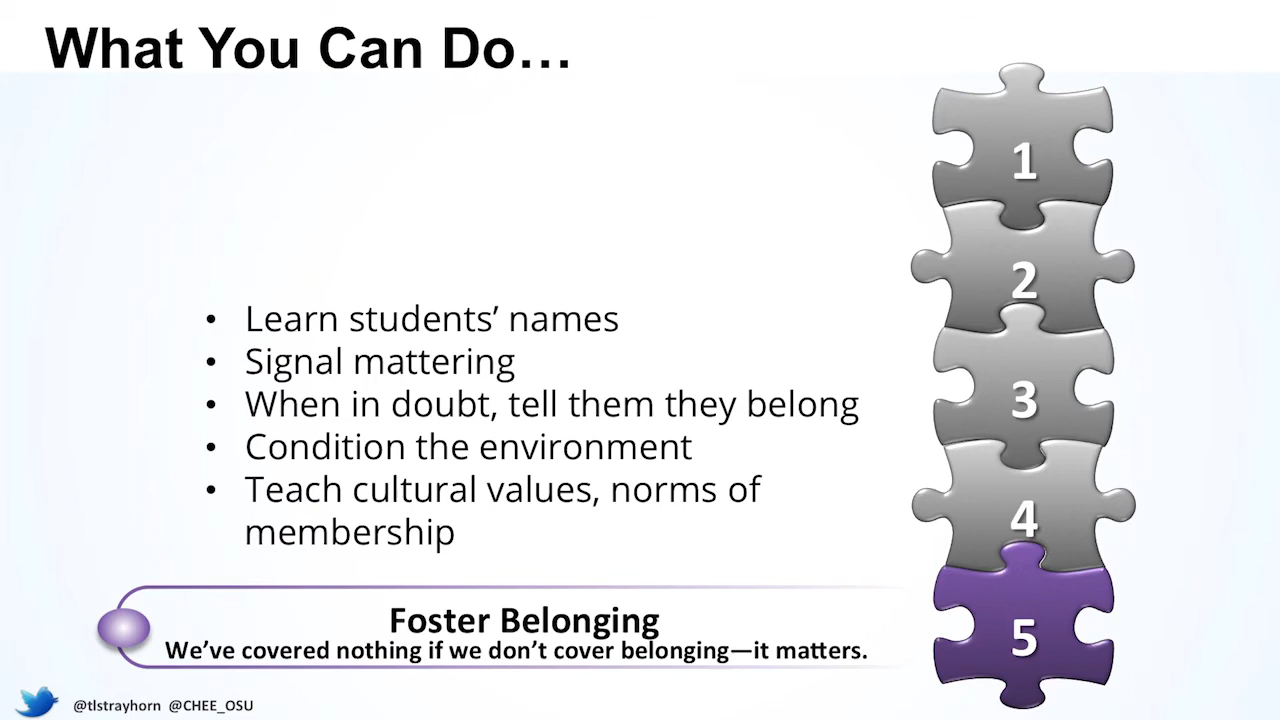 What You Can Do…
1
2
3
4
5
• Learn students’ names
• Signal mattering
• When in doubt, tell them they belong
• Condition the environment
• Teach cultural values, norms of
membership
Foster Belonging
We’ve covered nothing if we don’t cover belonging—it matters.
@tlstrayhorn @CHEE_OSU